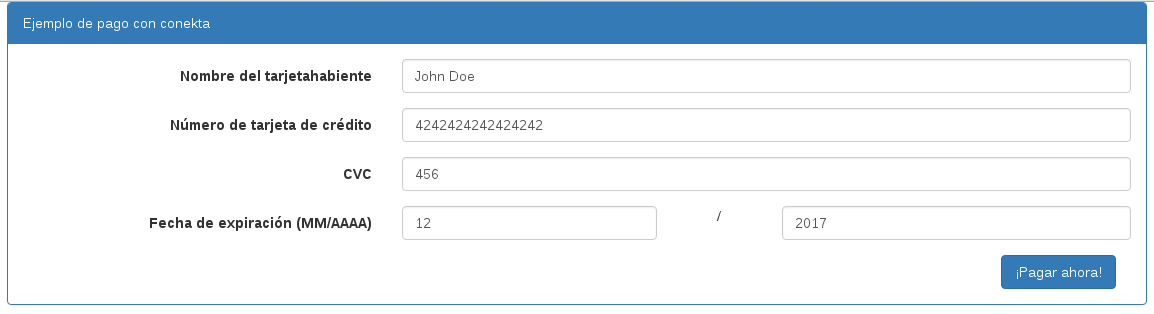 Ejemplo de pago con conekta
Nombre del tarjetahabiente John Doe
Número de tarjeta de crédito 4242424242424242
CVC 456
Fecha de expiración (MM/AAAA) 12 / 2017
¡Pagar ahora!